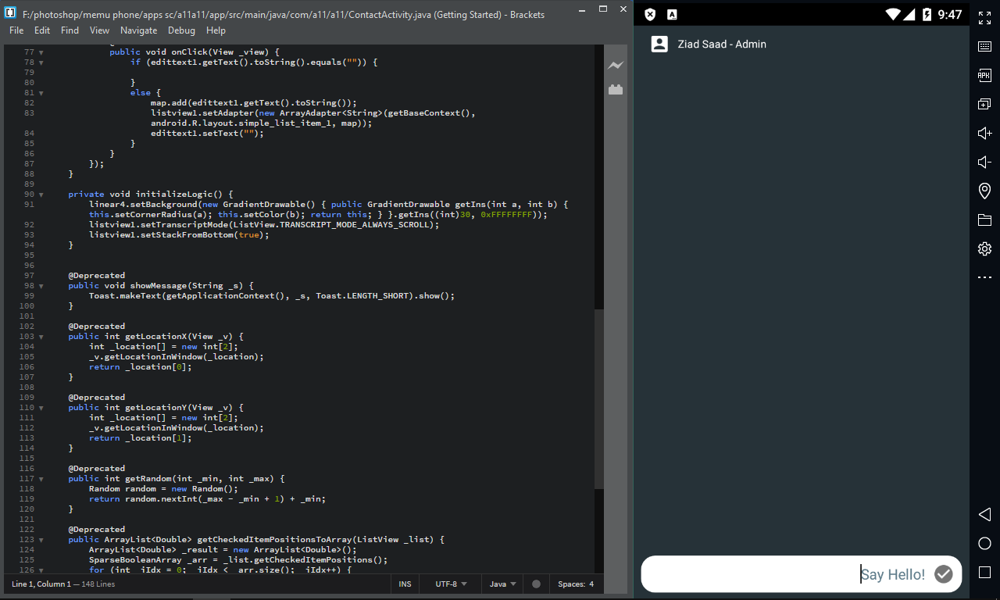 F:/photoshop/memu phone/apps sc/a11a11/app/src/main/java/com/a11/a11/ContactActivity.java (Getting Started) - Brackets
File Edit Find View Navigate Debug Help
77 public void onClick(View _view) {
78 if (edittext1.getText().toString().equals("")) {
79
80 }
81 else {
82 map.add(edittext1.getText().toString());
83 listview1.setAdapter(new ArrayAdapter<String>(getBaseContext(),
android.R.layout.simple_list_item_1, map));
84 edittext1.setText("");
85 }
86 }
87 });
88 }
89
90 private void initializeLogic() {
91 linear4.setBackground(new GradientDrawable() { public GradientDrawable getIns(int a, int b) {
this.setCornerRadius(a); this.setColor(b); return this; } }.getIns((int)30, 0xFFFFFFFF));
92 listview1.setTranscriptMode(ListView.TRANSCRIPT_MODE_ALWAYS_SCROLL);
93 listview1.setStackFromBottom(true);
94 }
95
96
97 @Deprecated
98 public void showMessage(String _s) {
99 Toast.makeText(getApplicationContext(), _s, Toast.LENGTH_SHORT).show();
100 }
101
102 @Deprecated
103 public int getLocationX(View _v) {
104 int _location[] = new int[2];
105 _v.getLocationInWindow(_location);
106 return _location[0];
107 }
108
109 @Deprecated
110 public int getLocationY(View _v) {
111 int _location[] = new int[2];
112 _v.getLocationInWindow(_location);
113 return _location[1];
114 }
115
116 @Deprecated
117 public int getRandom(int _min, int _max) {
118 Random random = new Random();
119 return random.nextInt(_max - _min + 1) + _min;
120 }
121
122 @Deprecated
123 public ArrayList<Double> getCheckedItemPositionsToArray(ListView _list) {
124 ArrayList<Double> _result = new ArrayList<Double>();
125 SparseBooleanArray _arr = _list.getCheckedItemPositions();
126 for (int _iIdx = 0; _iIdx < _arr.size(); _iIdx++) {
Line 1, Column 1 — 148 Lines
INS UTF-8 Java Spaces: 4
A 9:47
Ziad Saad - Admin
APK
Say Hello!